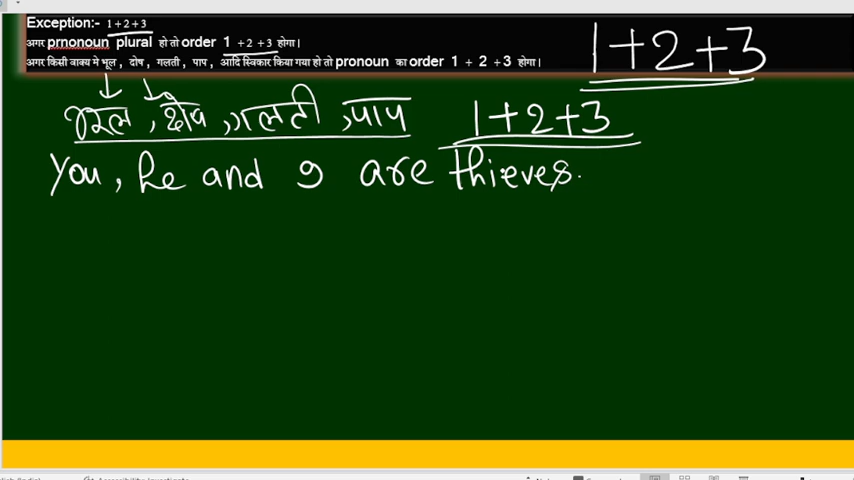 Exception:- 1+2+3
अगर prnonoun plural हो तो order 1 +2+3 होगा।
अगर किसी वाक्य मे भूल , दोष , गलती , पाप , आदि स्विकार किया गया हो तो pronoun का order 1 + 2 +3 होगा।
1+2+3
भूल , दोष , गलती , पाप 1+2+3
You, he and I are thieves.